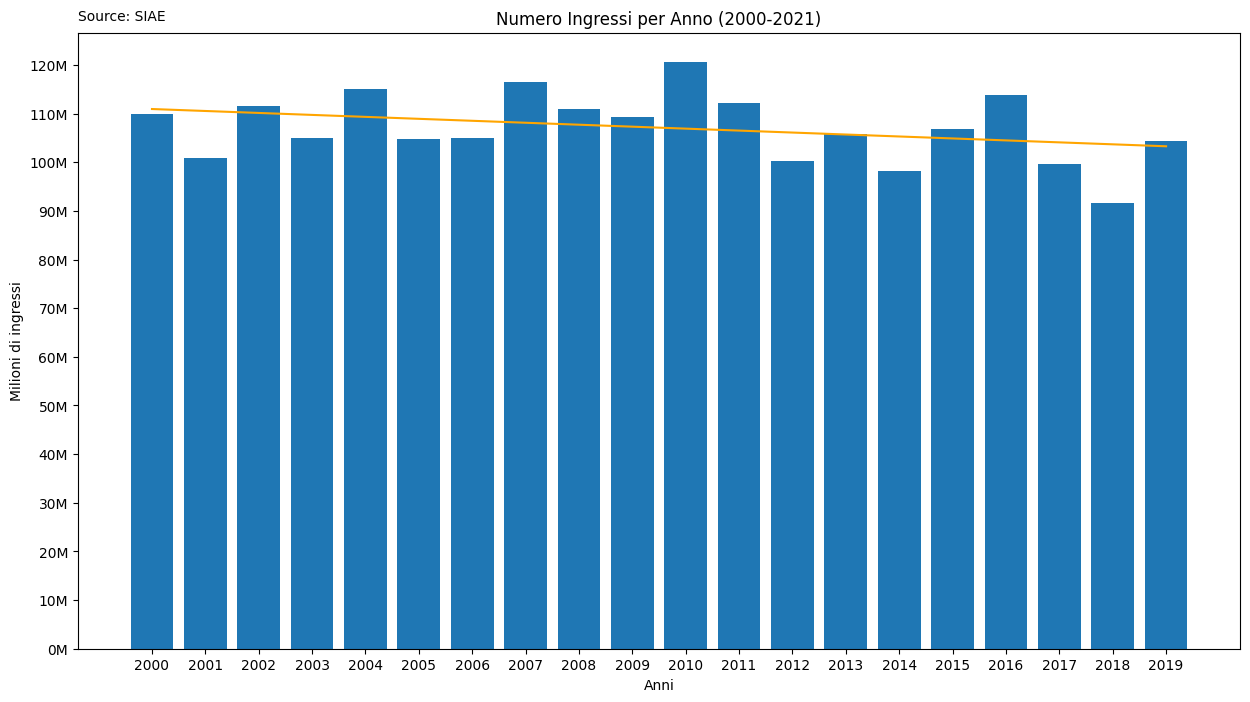 Source: SIAE
Numero Ingressi per Anno (2000-2021)
120M
110M
100M
90M
80M
70M
60M
50M
40M
30M
20M
10M
0M
Milioni di ingressi
2000 2001 2002 2003 2004 2005 2006 2007 2008 2009 2010 2011 2012 2013 2014 2015 2016 2017 2018 2019
Anni